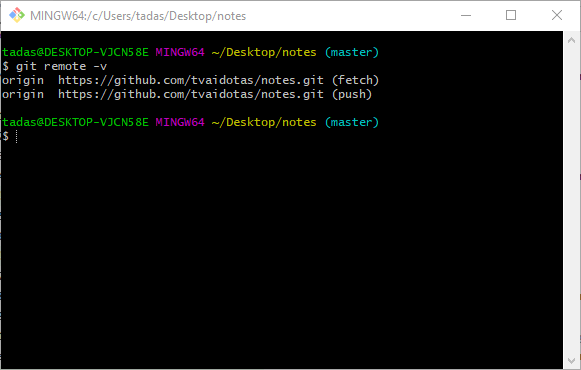 MINGW64:/c/Users/tadas/Desktop/notes
tadas@DESKTOP-VJCN58E MINGW64 ~/Desktop/notes (master)
$ git remote -v
origin  https://github.com/tvaidotas/notes.git (fetch)
origin  https://github.com/tvaidotas/notes.git (push)
tadas@DESKTOP-VJCN58E MINGW64 ~/Desktop/notes (master)
$